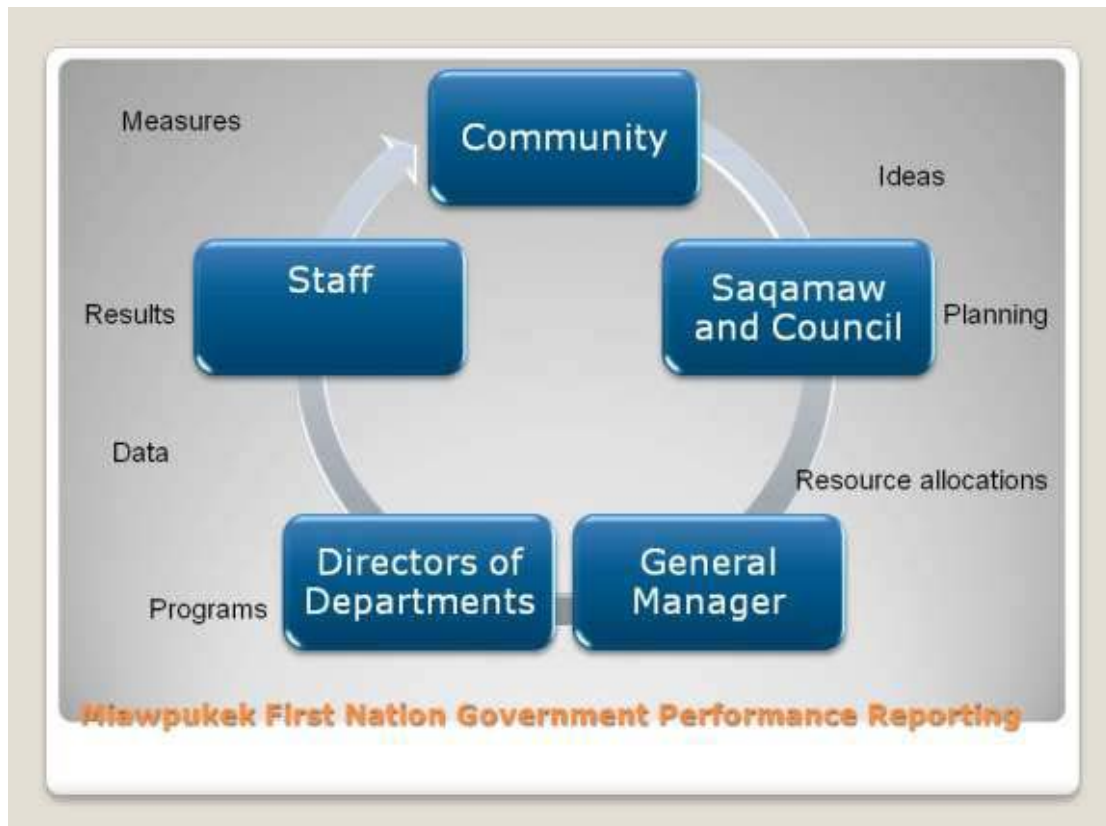 Measures
Community
Ideas
Staff
Saqamaw
and Council
Results
Planning
Data
Resource allocations
Directors of
Departments
General
Manager
Programs
Miawpukek First Nation Government Performance Reporting